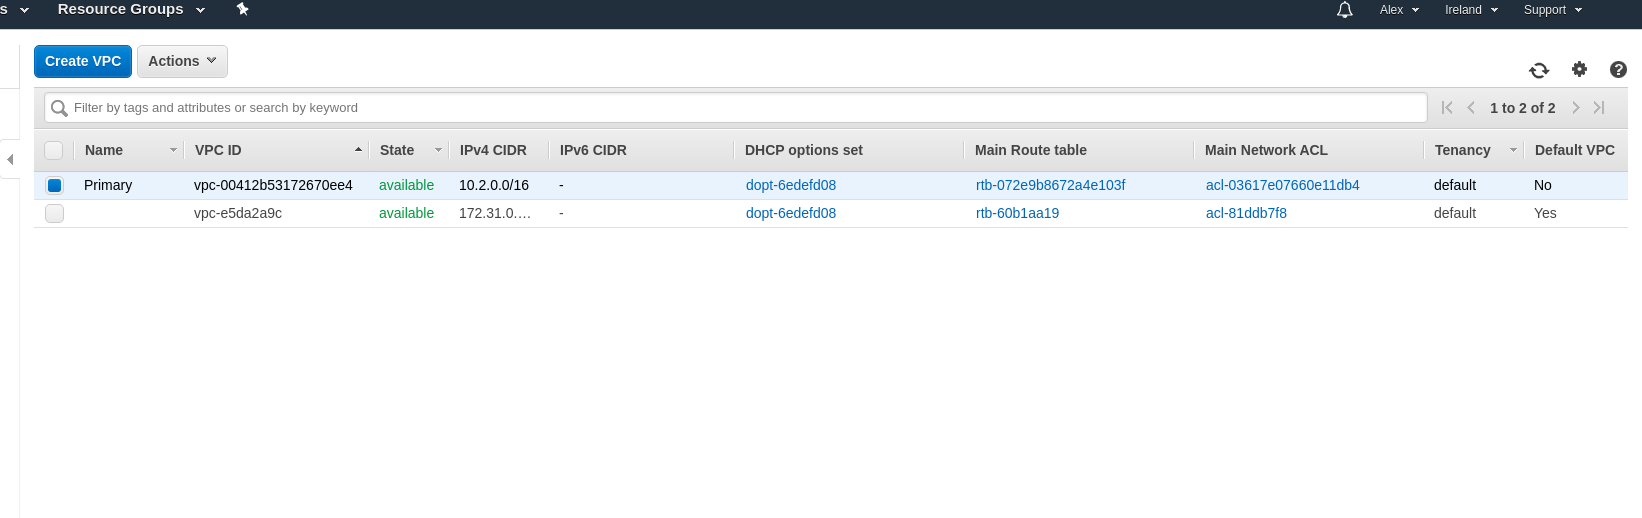 s Resource Groups Alex Ireland Support
Create VPC Actions
Filter by tags and attributes or search by keyword 1 to 2 of 2
Name VPC ID State IPv4 CIDR IPv6 CIDR DHCP options set Main Route table Main Network ACL Tenancy Default VPC
Primary vpc-00412b53172670ee4 available 10.2.0.0/16 - dopt-6edefd08 rtb-072e9b8672a4e103f acl-03617e07660e11db4 default No
vpc-e5da2a9c available 172.31.0.… - dopt-6edefd08 rtb-60b1aa19 acl-81ddb7f8 default Yes